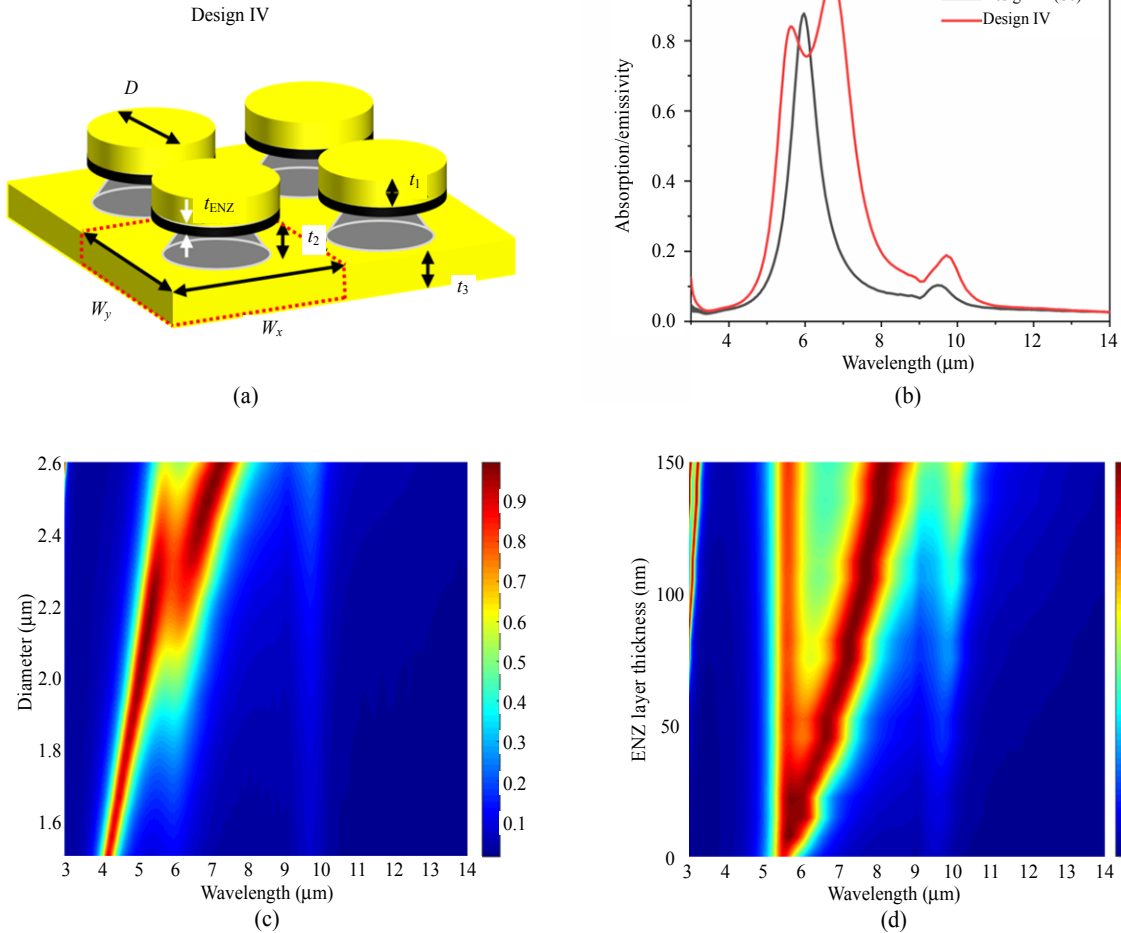 Design IV
D
t1
tENZ
t2
t3
Wy
Wx
(a)
Design IV
Absorption/emissivity
0.8
0.6
0.4
0.2
0.0
4 6 8 10 12 14
Wavelength (μm)
(b)
Diameter (μm)
2.6
2.4
2.2
2.0
1.8
1.6
3 4 5 6 7 8 9 10 11 12 13 14
Wavelength (μm)
0.9
0.8
0.7
0.6
0.5
0.4
0.3
0.2
0.1
(c)
ENZ layer thickness (nm)
150
100
50
0
3 4 5 6 7 8 9 10 11 12 13 14
Wavelength (μm)
(d)